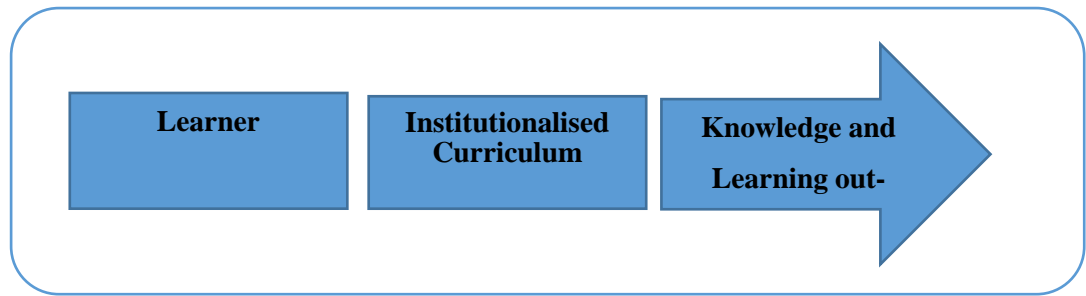 Learner
Institutionalised
Curriculum
Knowledge and
Learning out-